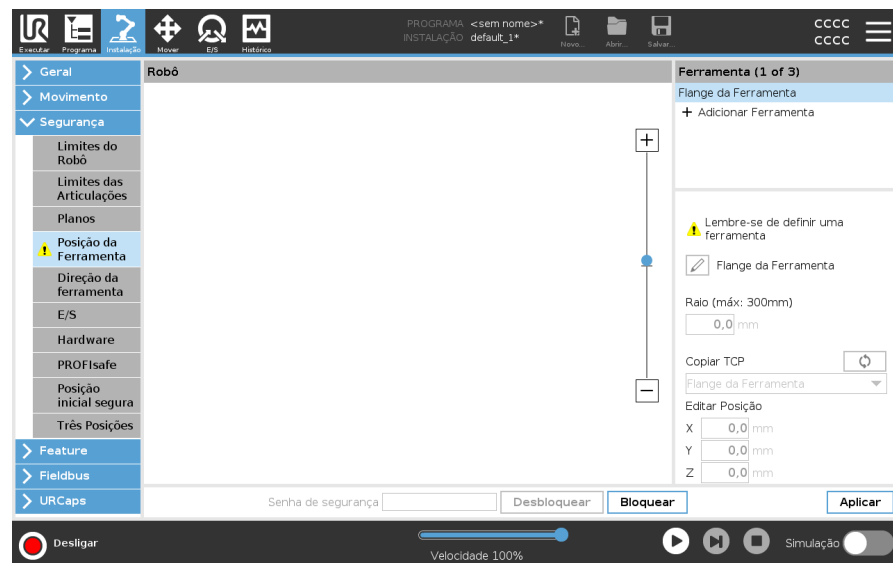 UR
PROGRAMA <sem nome>*
INSTALAÇÃO default_1*
Executar Programa Instalação Mover E/S Histórico
Novo... Abrir... Salvar...
cccc
cccc
Geral
Movimento
Segurança
Limites do
Robô
Limites das
Articulações
Planos
Posição da
Ferramenta
Direção da
ferramenta
E/S
Hardware
PROFIsafe
Posição
inicial segura
Três Posições
Feature
Fieldbus
URCaps
Robô
+
−
Ferramenta (1 of 3)
Flange da Ferramenta
+ Adicionar Ferramenta
Lembre-se de definir uma
ferramenta
Flange da Ferramenta
Raio (máx: 300mm)
0,0 mm
Copiar TCP
Flange da Ferramenta
Editar Posição
X 0,0 mm
Y 0,0 mm
Z 0,0 mm
Senha de segurança Desbloquear Bloquear Aplicar
Desligar
Velocidade 100%
Simulação